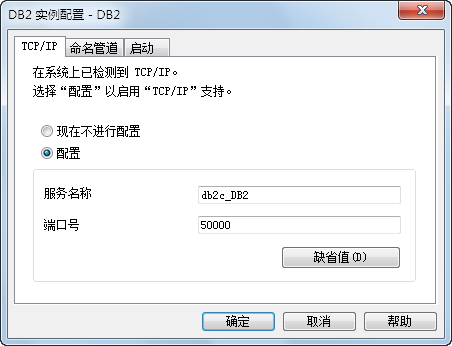 DB2 实例配置 - DB2
TCP/IP 命名管道 启动
在系统上已检测到 TCP/IP。
选择“配置”以启用“TCP/IP”支持。
现在不进行配置
配置
服务名称 db2c_DB2
端口号 50000
缺省值(D)
确定 取消 帮助